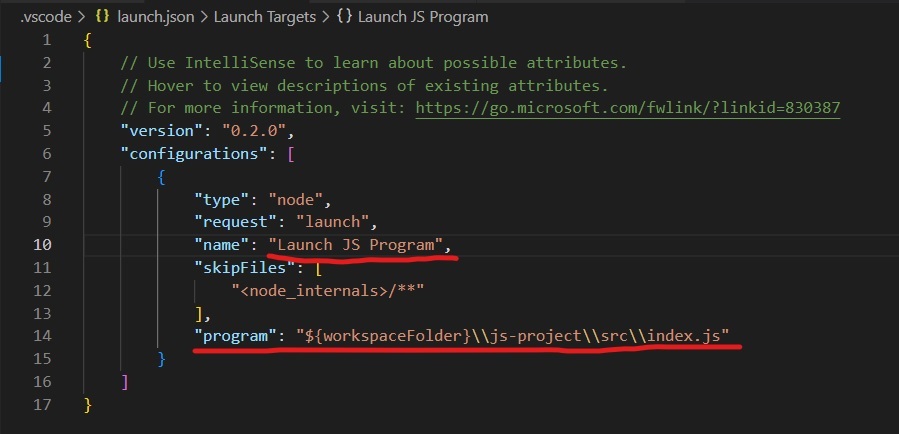 .vscode > {} launch.json > Launch Targets > {} Launch JS Program
1 {
2     // Use IntelliSense to learn about possible attributes.
3     // Hover to view descriptions of existing attributes.
4     // For more information, visit: https://go.microsoft.com/fwlink/?linkid=830387
5     "version": "0.2.0",
6     "configurations": [
7         {
8             "type": "node",
9             "request": "launch",
10             "name": "Launch JS Program",
11             "skipFiles": [
12                 "<node_internals>/**"
13             ],
14             "program": "${workspaceFolder}\\js-project\\src\\index.js"
15         }
16     ]
17 }